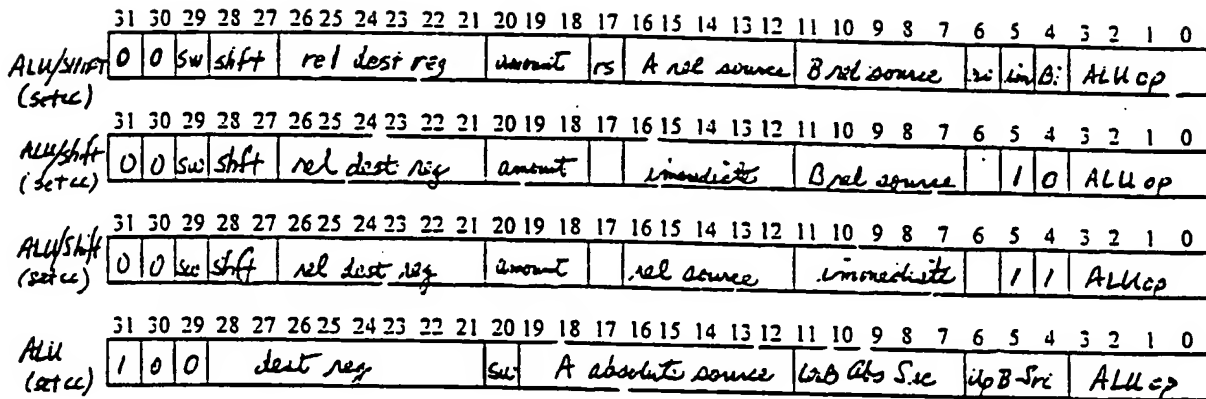 31 30 29 28 27 26 25 24 23 22 21 20 19 18 17 16 15 14 13 12 11 10 9 8 7 6 5 4 3 2 1 0
ALU/SHIFT 0 0 sw shft rel dest reg amount rs A rel source B rel source im Bi ALU op
(setcc)
31 30 29 28 27 26 25 24 23 22 21 20 19 18 17 16 15 14 13 12 11 10 9 8 7 6 5 4 3 2 1 0
ALU/shft 0 0 sw shft rel dest reg amount immediate B rel source 1 0 ALU op
(setcc)
31 30 29 28 27 26 25 24 23 22 21 20 19 18 17 16 15 14 13 12 11 10 9 8 7 6 5 4 3 2 1 0
ALU/Shift 0 0 shft rel dest reg amount rel source immediate 1 1 ALU op
(setcc)
31 30 29 28 27 26 25 24 23 22 21 20 19 18 17 16 15 14 13 12 11 10 9 8 7 6 5 4 3 2 1 0
ALU 1 0 0 dest reg sw A absolute source Abs Src ALU op
(setcc)